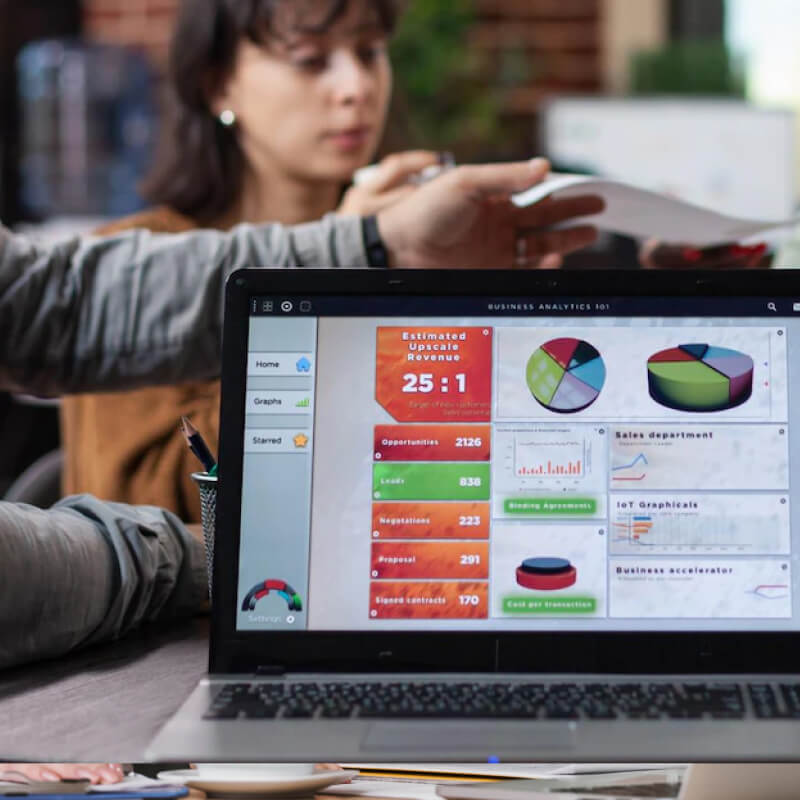 BUSINESS ANALYTICS 101
Home
Graphs
Starred
Settings
Estimated
Upscale
Revenue
25 : 1
Opportunities 2126
Leads 838
Negotations 223
Proposal 291
Signed contracts 170
Binding Agreements
Cost per transaction
Sales department
IoT Graphicals
Business accelerator